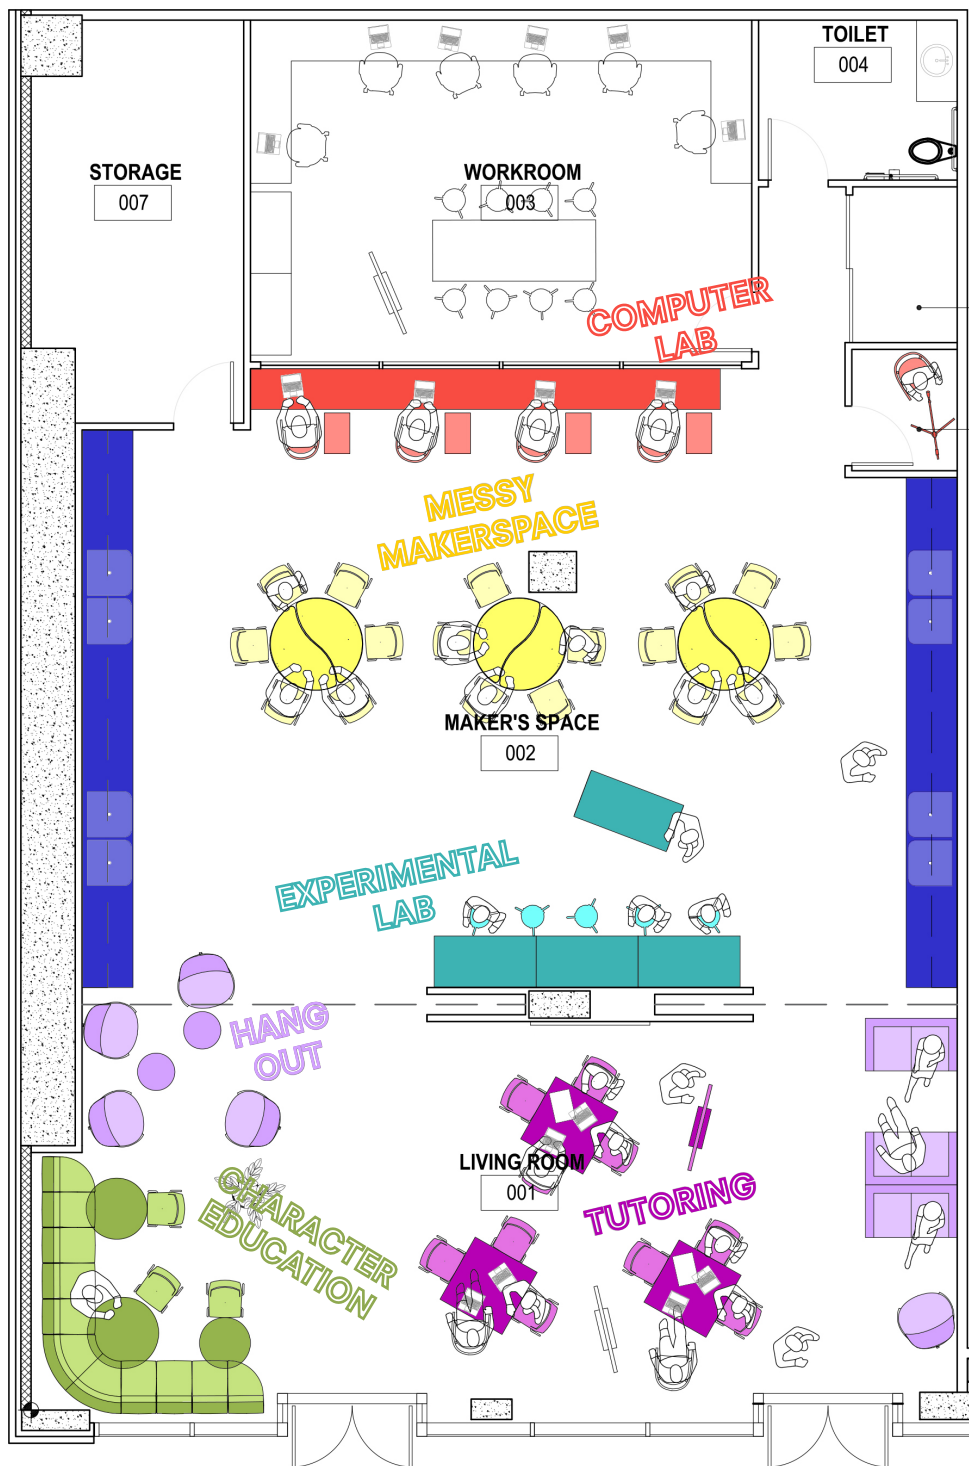 TOILET
004
STORAGE
007
WORKROOM
003
COMPUTER
LAB
MESSY
MAKERSPACE
MAKER'S SPACE
002
EXPERIMENTAL
LAB
HANG
OUT
LIVING ROOM
001
TUTORING
CHARACTER
EDUCATION